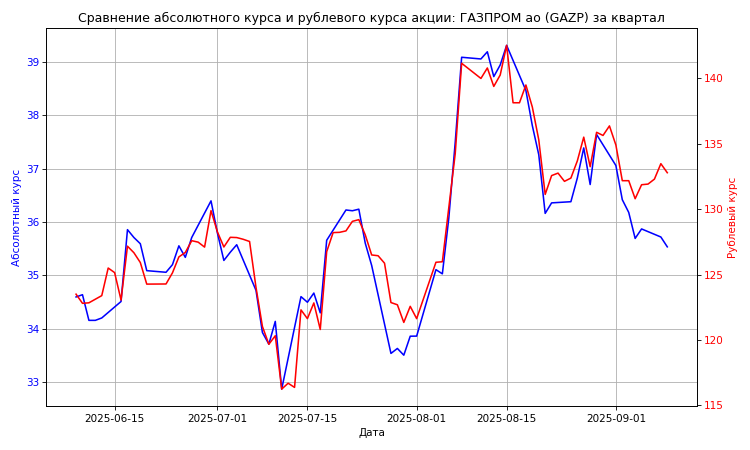 Сравнение абсолютного курса и рублевого курса акции: ГАЗПРОМ ао (GAZP) за квартал
39
38
37
36
35
34
33
Абсолютный курс
140
135
130
125
120
115
Рублевый курс
2025-06-15 2025-07-01 2025-07-15 2025-08-01 2025-08-15 2025-09-01
Дата